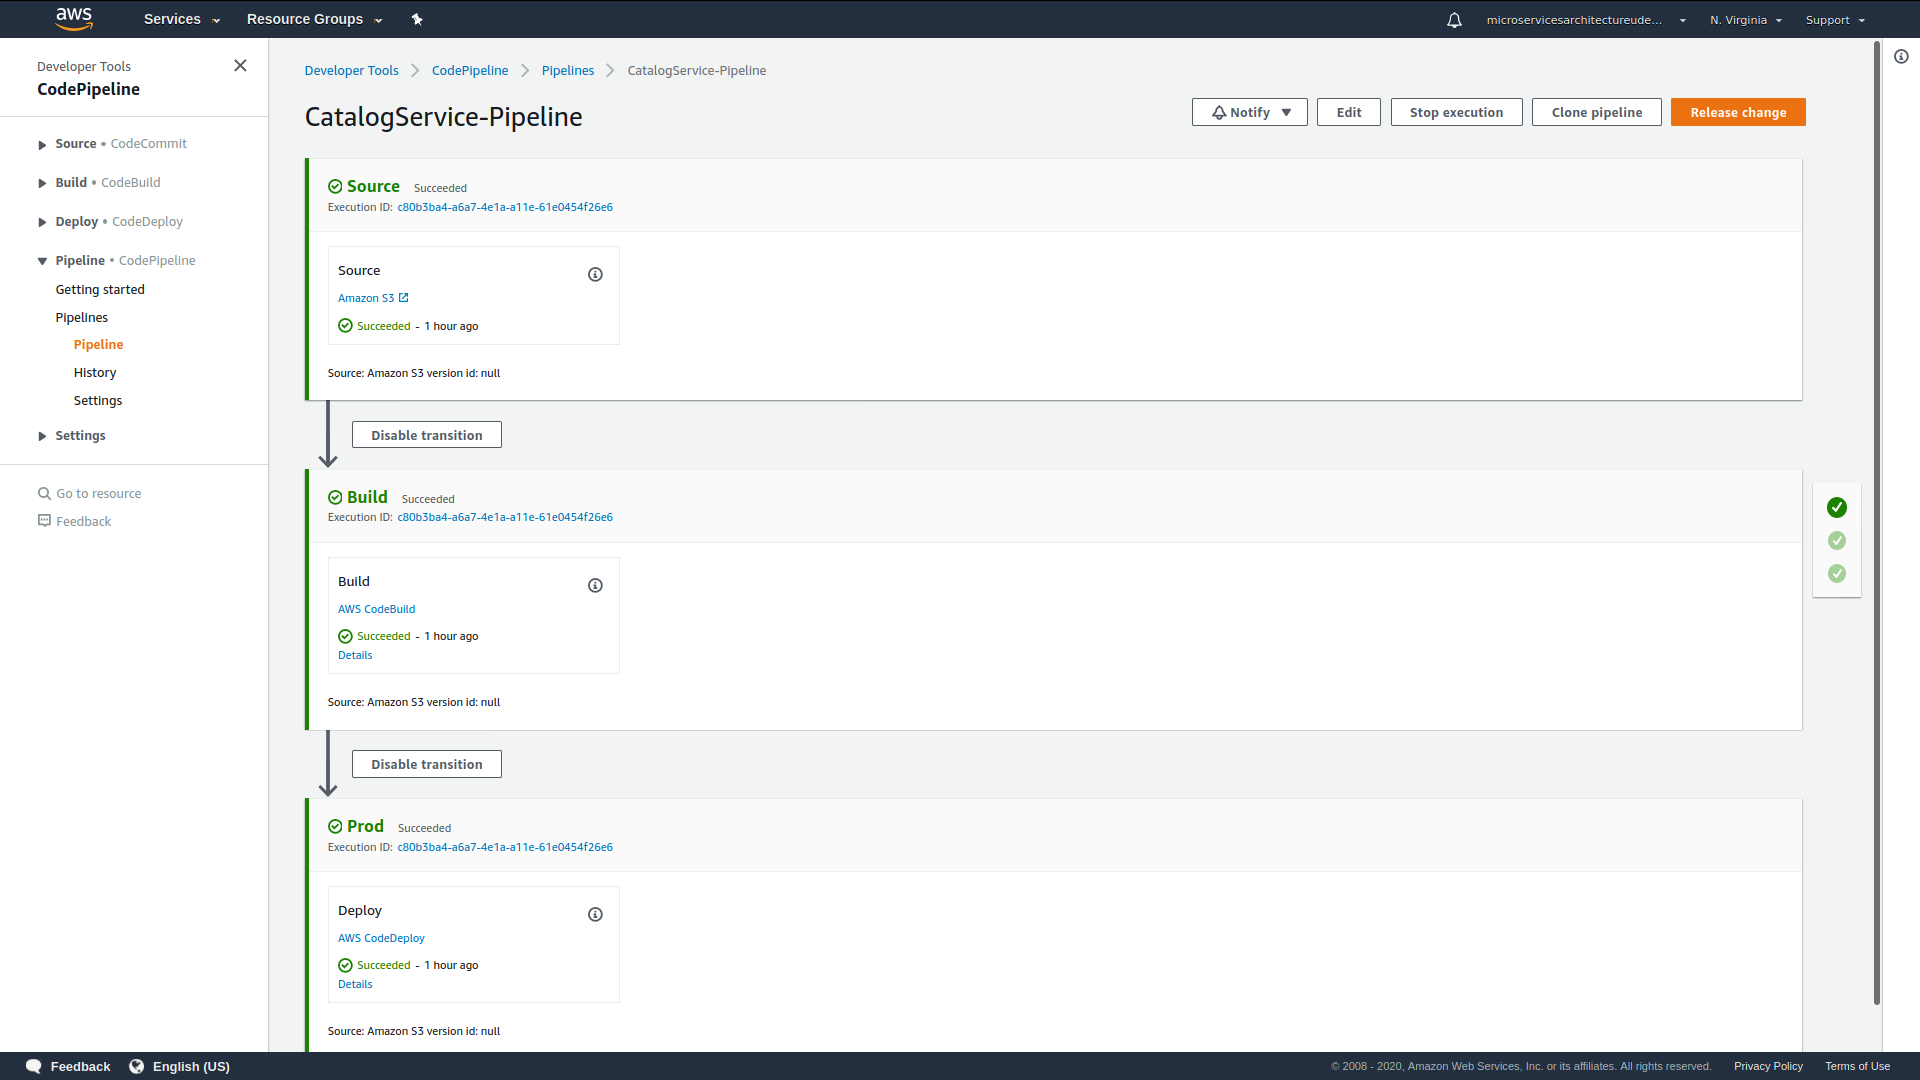 aws
Services
Resource Groups
microservicesarchitectureude...
N. Virginia
Support
Developer Tools
CodePipeline
Source • CodeCommit
Build • CodeBuild
Deploy • CodeDeploy
Pipeline • CodePipeline
Getting started
Pipelines
Pipeline
History
Settings
Settings
Go to resource
Feedback
Developer Tools
CodePipeline
Pipelines
CatalogService-Pipeline
CatalogService-Pipeline
Notify
Edit
Stop execution
Clone pipeline
Release change
Source Succeeded
Execution ID: c80b3ba4-a6a7-4e1a-a11e-61e0454f26e6
Source
Amazon S3
Succeeded - 1 hour ago
Source: Amazon S3 version id: null
Disable transition
Build Succeeded
Execution ID: c80b3ba4-a6a7-4e1a-a11e-61e0454f26e6
Build
AWS CodeBuild
Succeeded - 1 hour ago
Details
Source: Amazon S3 version id: null
Disable transition
Prod Succeeded
Execution ID: c80b3ba4-a6a7-4e1a-a11e-61e0454f26e6
Deploy
AWS CodeDeploy
Succeeded - 1 hour ago
Details
Source: Amazon S3 version id: null
Feedback
English (US)
© 2008 - 2020, Amazon Web Services, Inc. or its affiliates. All rights reserved.
Privacy Policy
Terms of Use